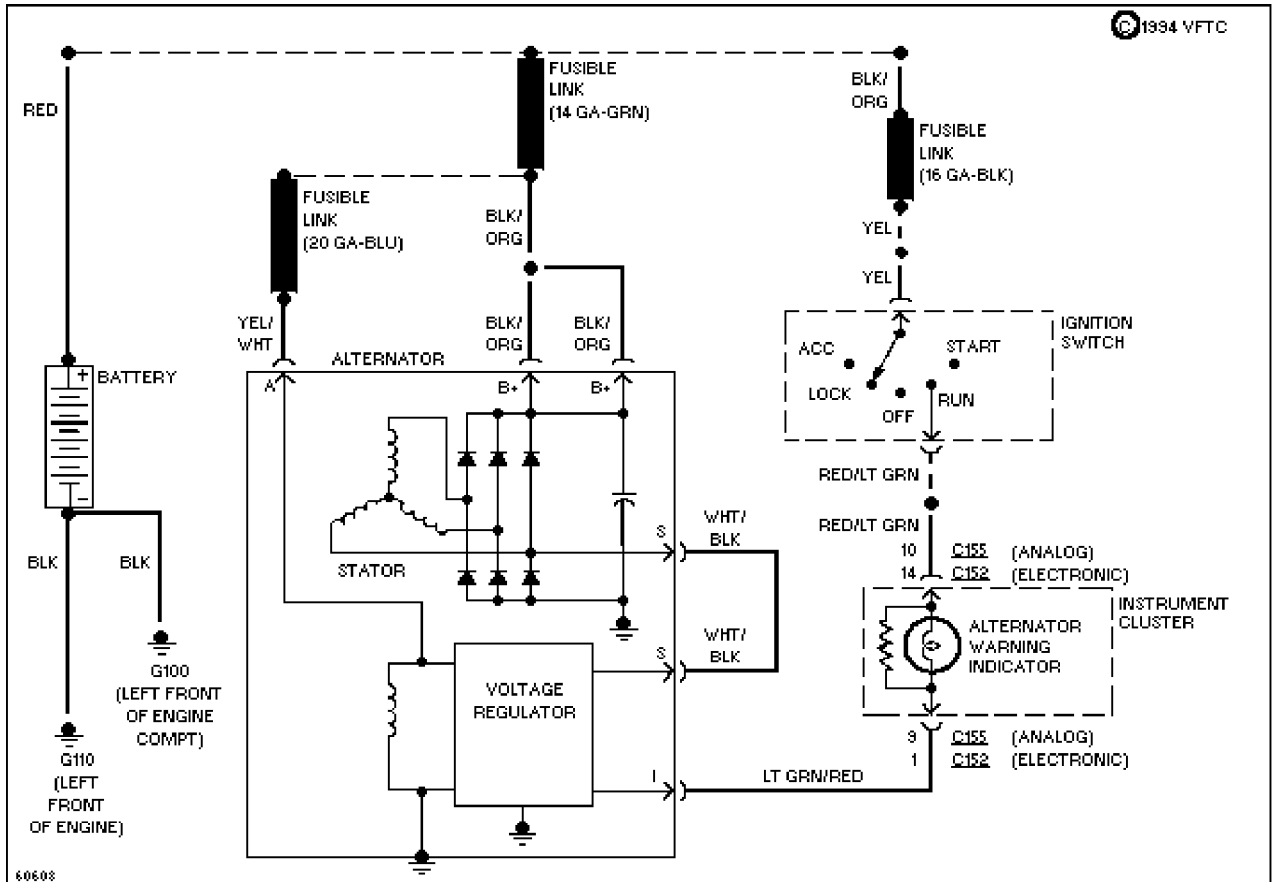 © 1994 VFTC
RED
FUSIBLE
LINK
(14 GA-GRN)
BLK/
ORG
FUSIBLE
LINK
(16 GA-BLK)
FUSIBLE
LINK
(20 GA-BLU)
BLK/
ORG
YEL
YEL
YEL/
WHT
BLK/
ORG
BLK/
ORG
IGNITION
SWITCH
ACC
START
LOCK
OFF
RUN
ALTERNATOR
A
B+
B+
BATTERY
+
-
RED/LT GRN
RED/LT GRN
S
WHT/
BLK
STATOR
BLK
BLK
10 C155 (ANALOG)
14 C152 (ELECTRONIC)
INSTRUMENT
CLUSTER
ALTERNATOR
WARNING
INDICATOR
S
WHT/
BLK
VOLTAGE
REGULATOR
G100
(LEFT FRONT
OF ENGINE
COMPT)
G110
(LEFT
FRONT
OF ENGINE)
9 C155 (ANALOG)
1 C152 (ELECTRONIC)
I
LT GRN/RED
60603